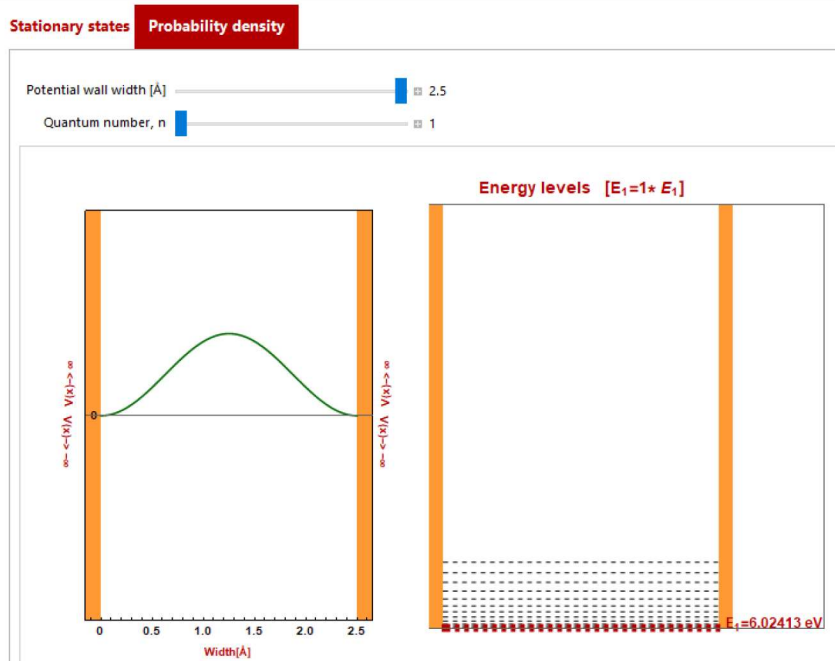 Stationary states Probability density
Potential wall width [Å] 2.5
Quantum number, n 1
Energy levels [E₁=1* E₁]
V(x)–> ∞
V(x)–> –∞
0
V(x)–> ∞
V(x)–> –∞
E₁=6.02413 eV
0 0.5 1.0 1.5 2.0 2.5
Width[Å]